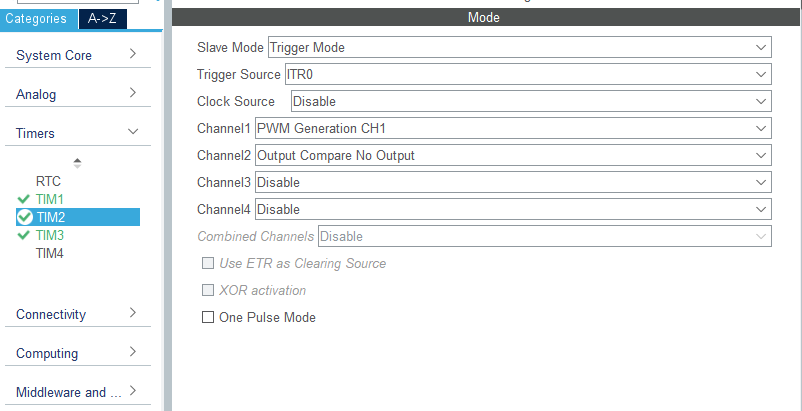 Mode
Categories A->Z
System Core
Analog
Timers
RTC
TIM1
TIM2
TIM3
TIM4
Connectivity
Computing
Middleware and ...
Slave Mode Trigger Mode
Trigger Source ITR0
Clock Source Disable
Channel1 PWM Generation CH1
Channel2 Output Compare No Output
Channel3 Disable
Channel4 Disable
Combined Channels Disable
Use ETR as Clearing Source
XOR activation
One Pulse Mode